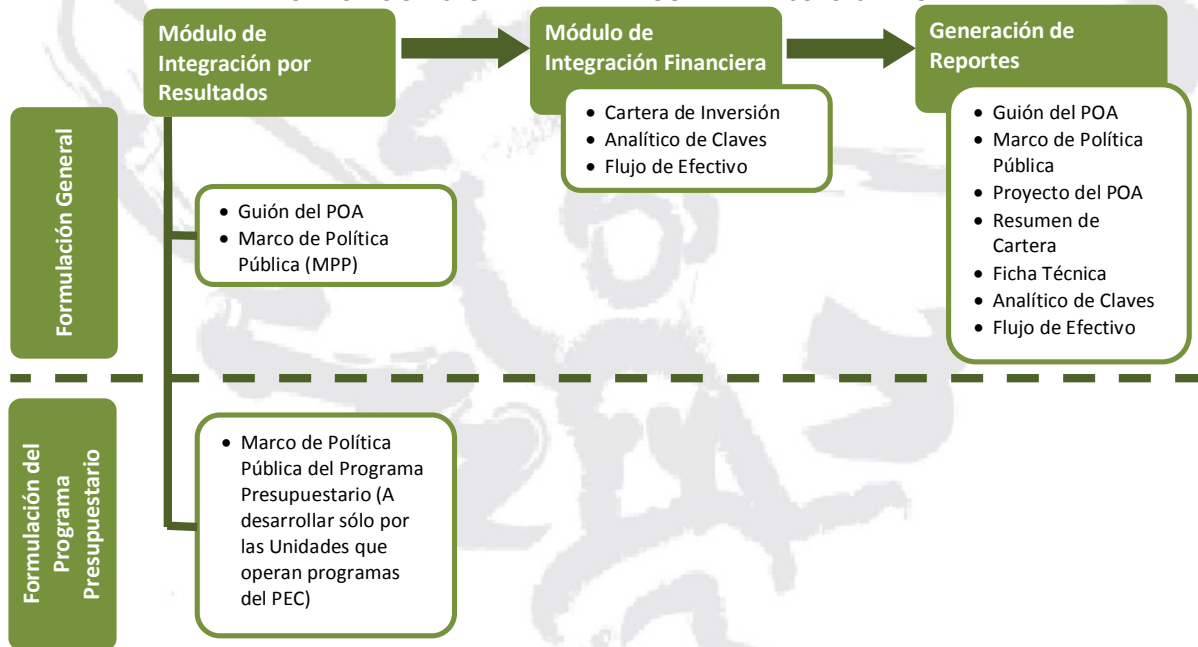 Módulo de
Integración por
Resultados
Módulo de
Integración Financiera
Generación de
Reportes
• Cartera de Inversión
• Analítico de Claves
• Flujo de Efectivo
• Guión del POA
• Marco de Política
Pública
• Proyecto del POA
• Resumen de
Cartera
• Ficha Técnica
• Analítico de Claves
• Flujo de Efectivo
Formulación General
• Guión del POA
• Marco de Política
Pública (MPP)
Formulación del
Programa
Presupuestario
• Marco de Política
Pública del Programa
Presupuestario (A
desarrollar sólo por
las Unidades que
operan programas
del PEC)